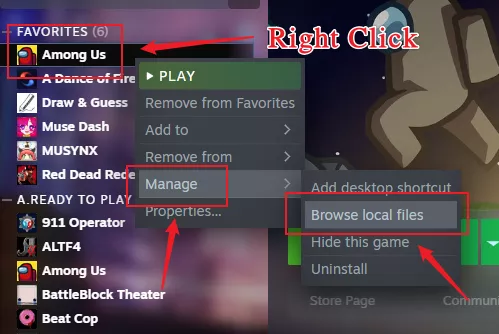 FAVORITES (6)
Among Us
Right Click
A Dance of Fire
PLAY
Draw & Guess
Remove from Favorites
Muse Dash
Add to
MUSYNX
Remove from
Red Dead Rede
Manage
Add desktop shortcut
A.READY TO PLAY
Properties...
Browse local files
911 Operator
Hide this game
ALTF4
Uninstall
Among Us
BattleBlock Theater
Store Page
Communi
Beat Cop